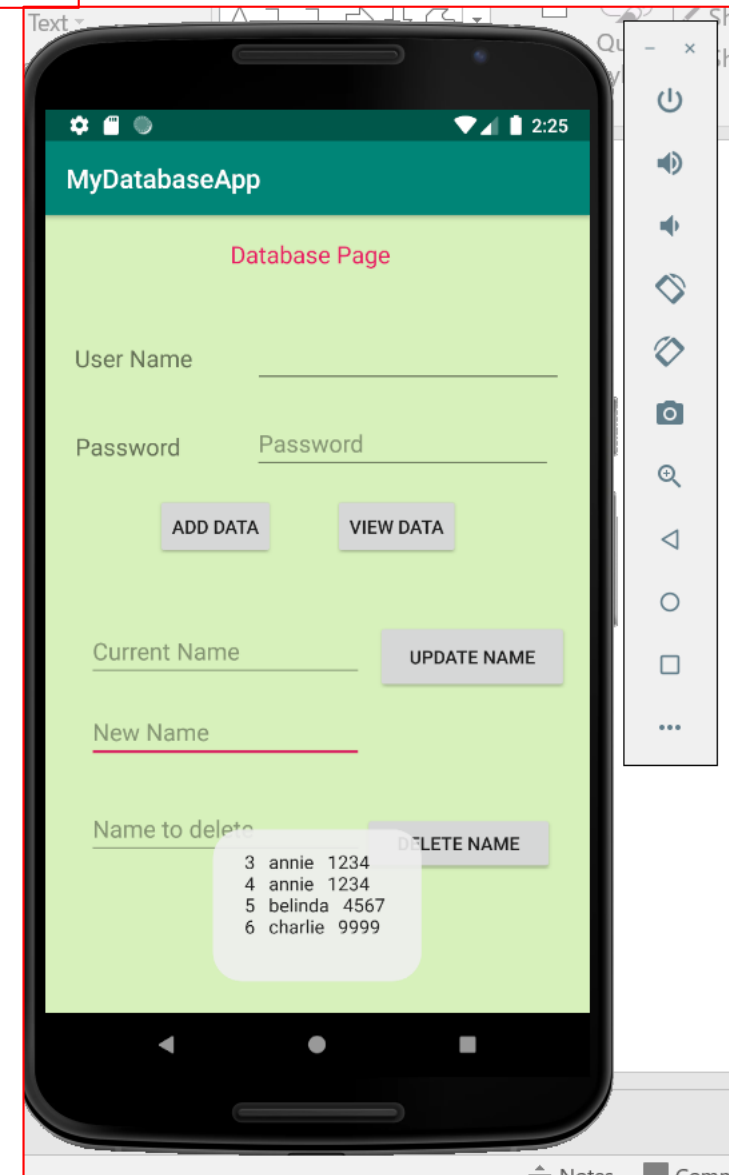 Text
2:25
MyDatabaseApp
Database Page
User Name
Password Password
ADD DATA VIEW DATA
Current Name UPDATE NAME
New Name
Name to delete DELETE NAME
3 annie 1234
4 annie 1234
5 belinda 4567
6 charlie 9999